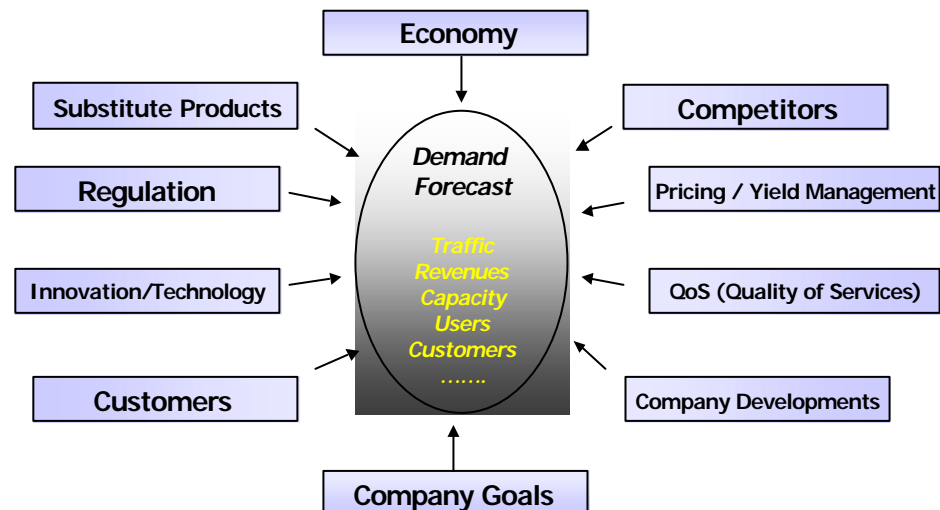 Economy
Substitute Products
Competitors
Demand
Forecast
Regulation
Pricing / Yield Management
Traffic
Revenues
Capacity
Users
Customers
.......
Innovation/Technology
QoS (Quality of Services)
Customers
Company Developments
Company Goals